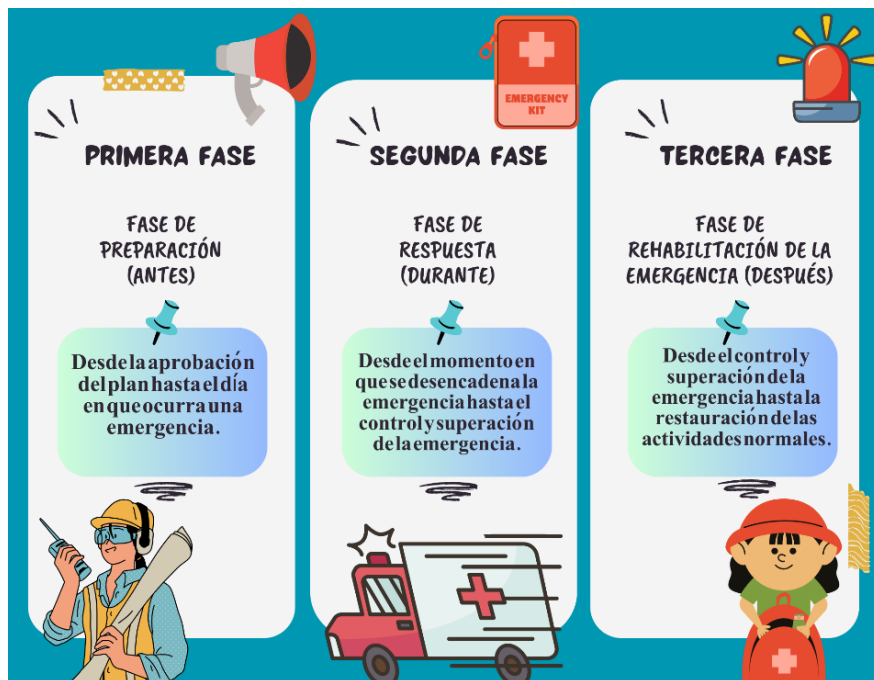 EMERGENCY
KIT
PRIMERA FASE
FASE DE
PREPARACIÓN
(ANTES)
Desde la aprobación
del plan hasta el día
en que ocurra una
emergencia.
SEGUNDA FASE
FASE DE
RESPUESTA
(DURANTE)
Desde el momento en
que se desencadena la
emergencia hasta el
control y superación
de la emergencia.
TERCERA FASE
FASE DE
REHABILITACIÓN DE LA
EMERGENCIA (DESPUÉS)
Desde el control y
superación de la
emergencia hasta la
restauración de las
actividades normales.